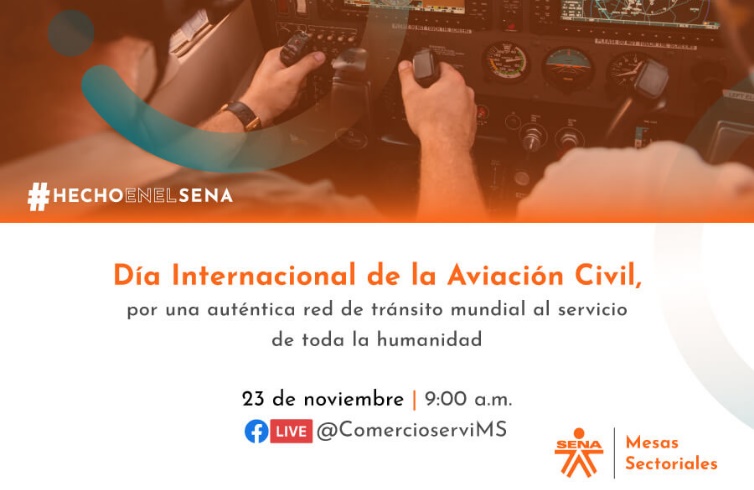 #HECHOENELSENA
Día Internacional de la Aviación Civil,
por una auténtica red de tránsito mundial al servicio
de toda la humanidad
23 de noviembre | 9:00 a.m.
LIVE @ComercioserviMS
SENA
Mesas
Sectoriales